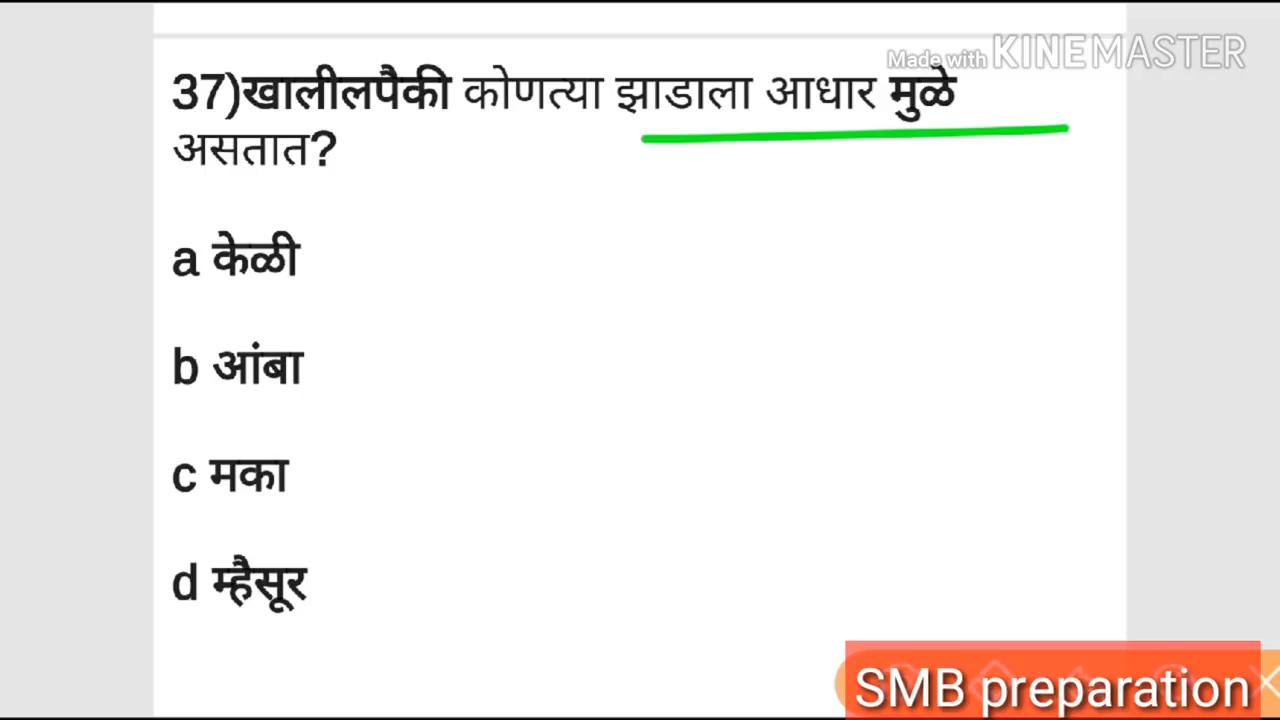 Made with KINEMASTER
37)खालीलपैकी कोणत्या झाडाला आधार मुळे
असतात?
a केळी
b आंबा
c मका
d म्हैसूर
SMB preparation